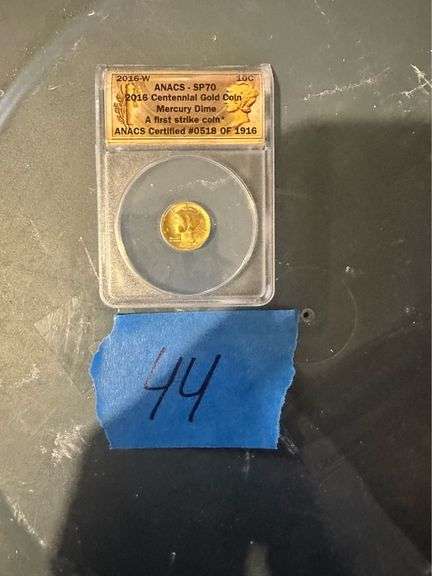 2016-W 10C
ANACS - SP70
2016 Centennial Gold Coin
Mercury Dime
A first strike coin*
ANACS Certified #0518 OF 1916
44